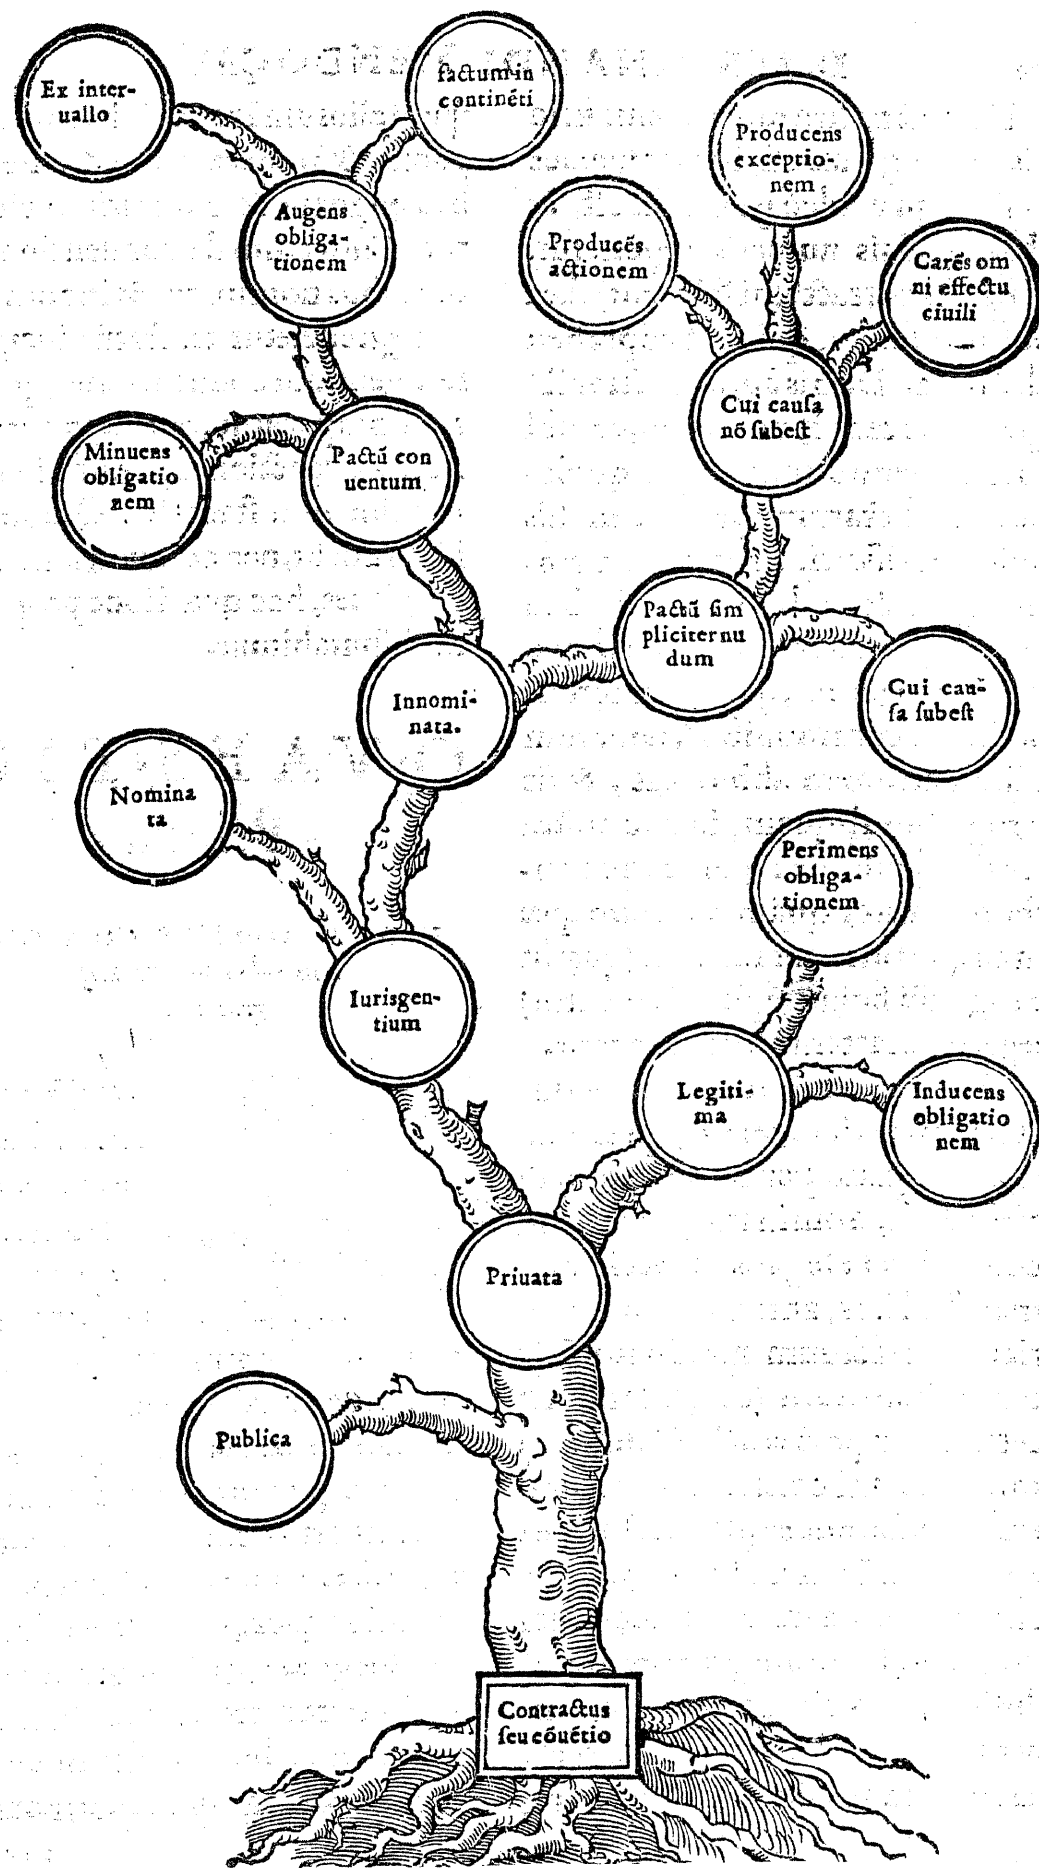 Ex inter-
uallo
factum in
continéti
Producens
exceptio-
nem
Augens
obliga-
tionem
Producēs
actionem
Carēs om
ni effectu
ciuili
Cui cauſa
nō ſubeſt
Minuens
obligatio
nem
Pactū con
uentum
Pactū ſim
pliciter nu
dum
Innomi-
nata.
Cui cau-
ſa ſubeſt
Nomina
ta
Perimens
obliga-
tionem
Iurisgen-
tium
Legiti-
ma
Inducens
obligatio
nem
Priuata
Publica
Contractus
ſeu cōuētio